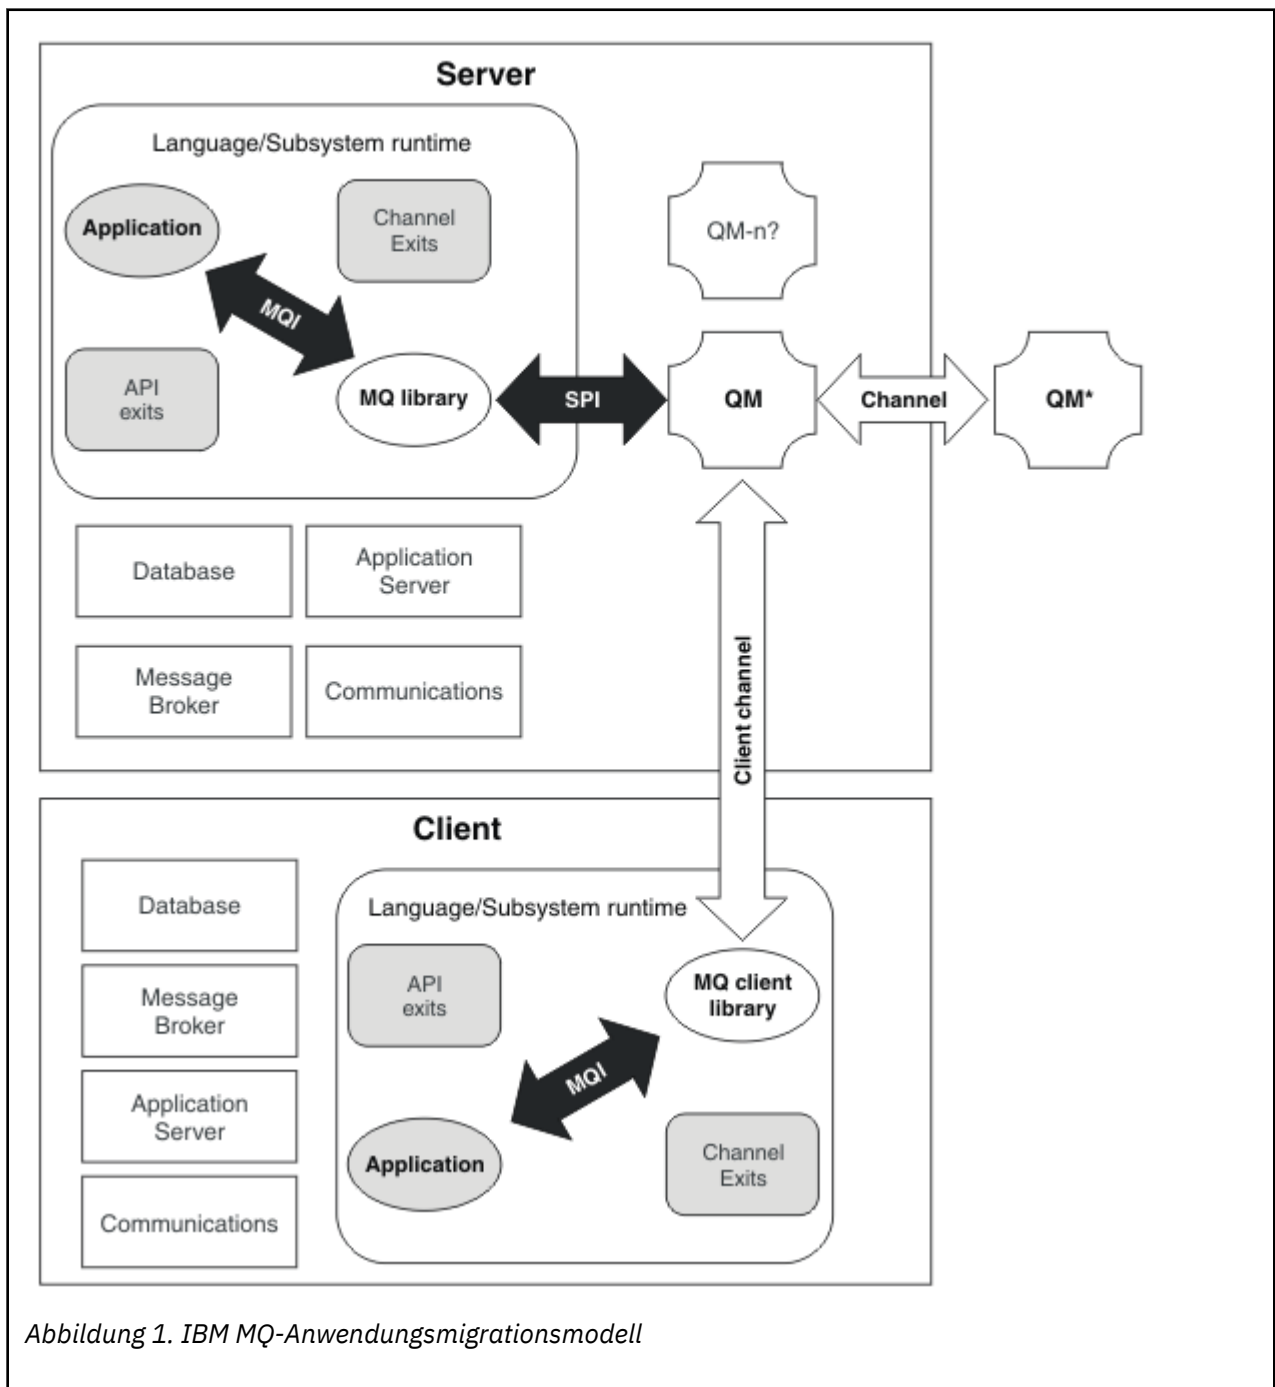 Server
Language/Subsystem runtime
Application
Channel
Exits
MQI
API
exits
MQ library
SPI
QM-n?
QM
Channel
QM*
Database
Application
Server
Message
Broker
Communications
Client channel
Client
Database
Message
Broker
Application
Server
Communications
Language/Subsystem runtime
API
exits
MQ client
library
MQI
Application
Channel
Exits
Abbildung 1. IBM MQ-Anwendungsmigrationsmodell